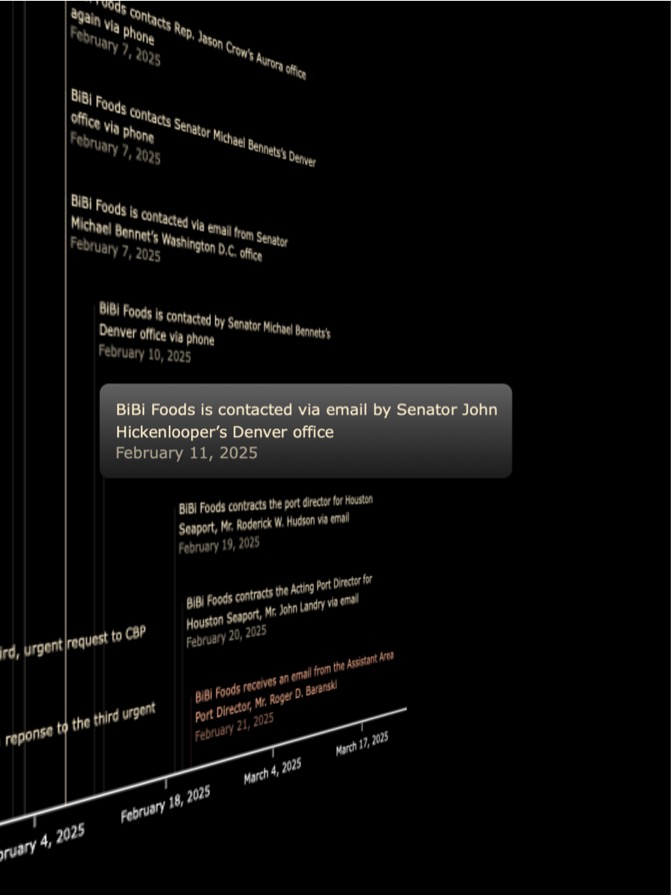 oods contacts Rep. Jason Crow's Aurora office
again via phone
February 7, 2025
BiBi Foods contacts Senator Michael Bennets's Denver
office via phone
February 7, 2025
BiBi Foods is contacted via email from Senator
Michael Bennet's Washington D.C. office
February 7, 2025
BiBi Foods is contacted by Senator Michael Bennets's
Denver office via phone
February 10, 2025
BiBi Foods is contacted via email by Senator John
Hickenlooper’s Denver office
February 11, 2025
BiBi Foods contracts the port director for Houston
Seaport, Mr. Roderick W. Hudson via email
February 19, 2025
BiBi Foods contracts the Acting Port Director for
Houston Seaport, Mr. John Landry via email
February 20, 2025
ird, urgent request to CBP
BiBi Foods receives an email from the Assistant Area
Port Director, Mr. Roger D. Baranski
February 21, 2025
reponse to the third urgent
bruary 4, 2025
February 18, 2025
March 4, 2025
March 17, 2025